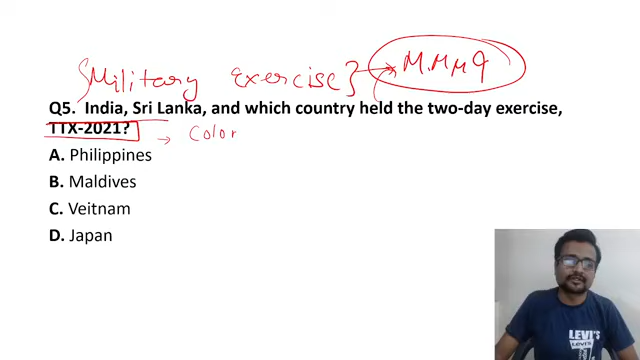 {Military Exercise} → M.M.M Q
Q5. India, Sri Lanka, and which country held the two-day exercise,
TTX-2021?
→ Color
A. Philippines
B. Maldives
C. Veitnam
D. Japan
LEVI'S
LEVI'S